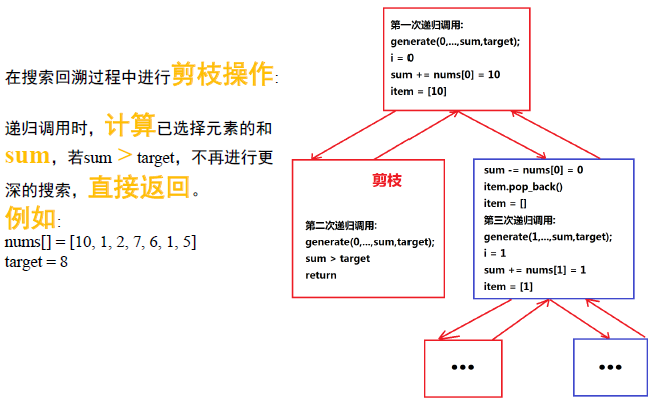 在搜索回溯过程中进行剪枝操作:
递归调用时，计算已选择元素的和
sum，若sum > target，不再进行更
深的搜索，直接返回。
例如:
nums[] = [10, 1, 2, 7, 6, 1, 5]
target = 8
第一次递归调用:
generate(0,...,sum,target);
i = 0
sum += nums[0] = 10
item = [10]
剪枝
第二次递归调用:
generate(0,...,sum,target);
sum > target
return
sum -= nums[0] = 0
item.pop_back()
item = []
第三次递归调用:
generate(1,...,sum,target);
i = 1
sum += nums[1] = 1
item = [1]
•••
•••